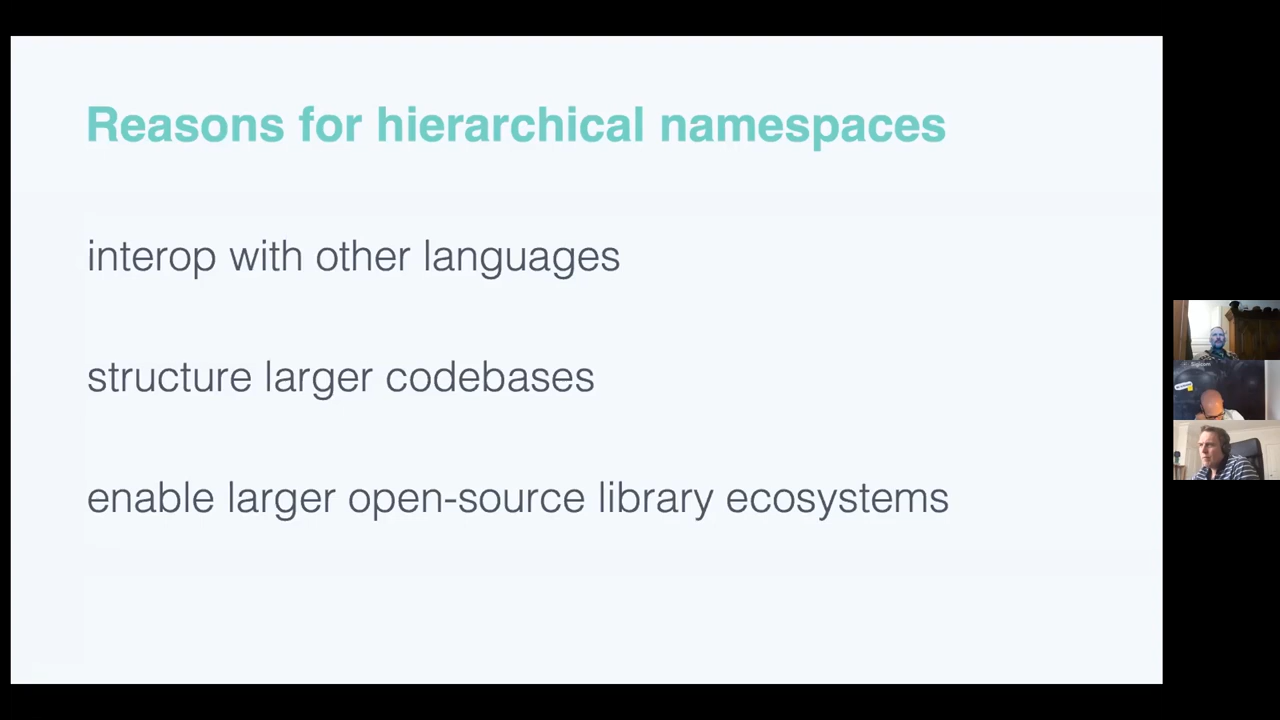 Reasons for hierarchical namespaces
interop with other languages
structure larger codebases
enable larger open-source library ecosystems